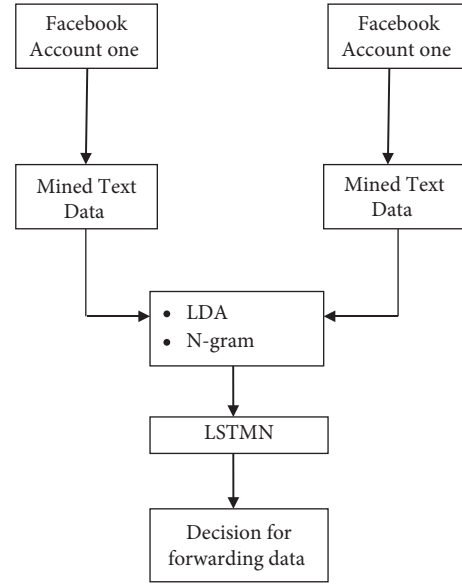 Facebook
Account one
Facebook
Account one
Mined Text
Data
Mined Text
Data
• LDA
• N-gram
LSTMN
Decision for
forwarding data